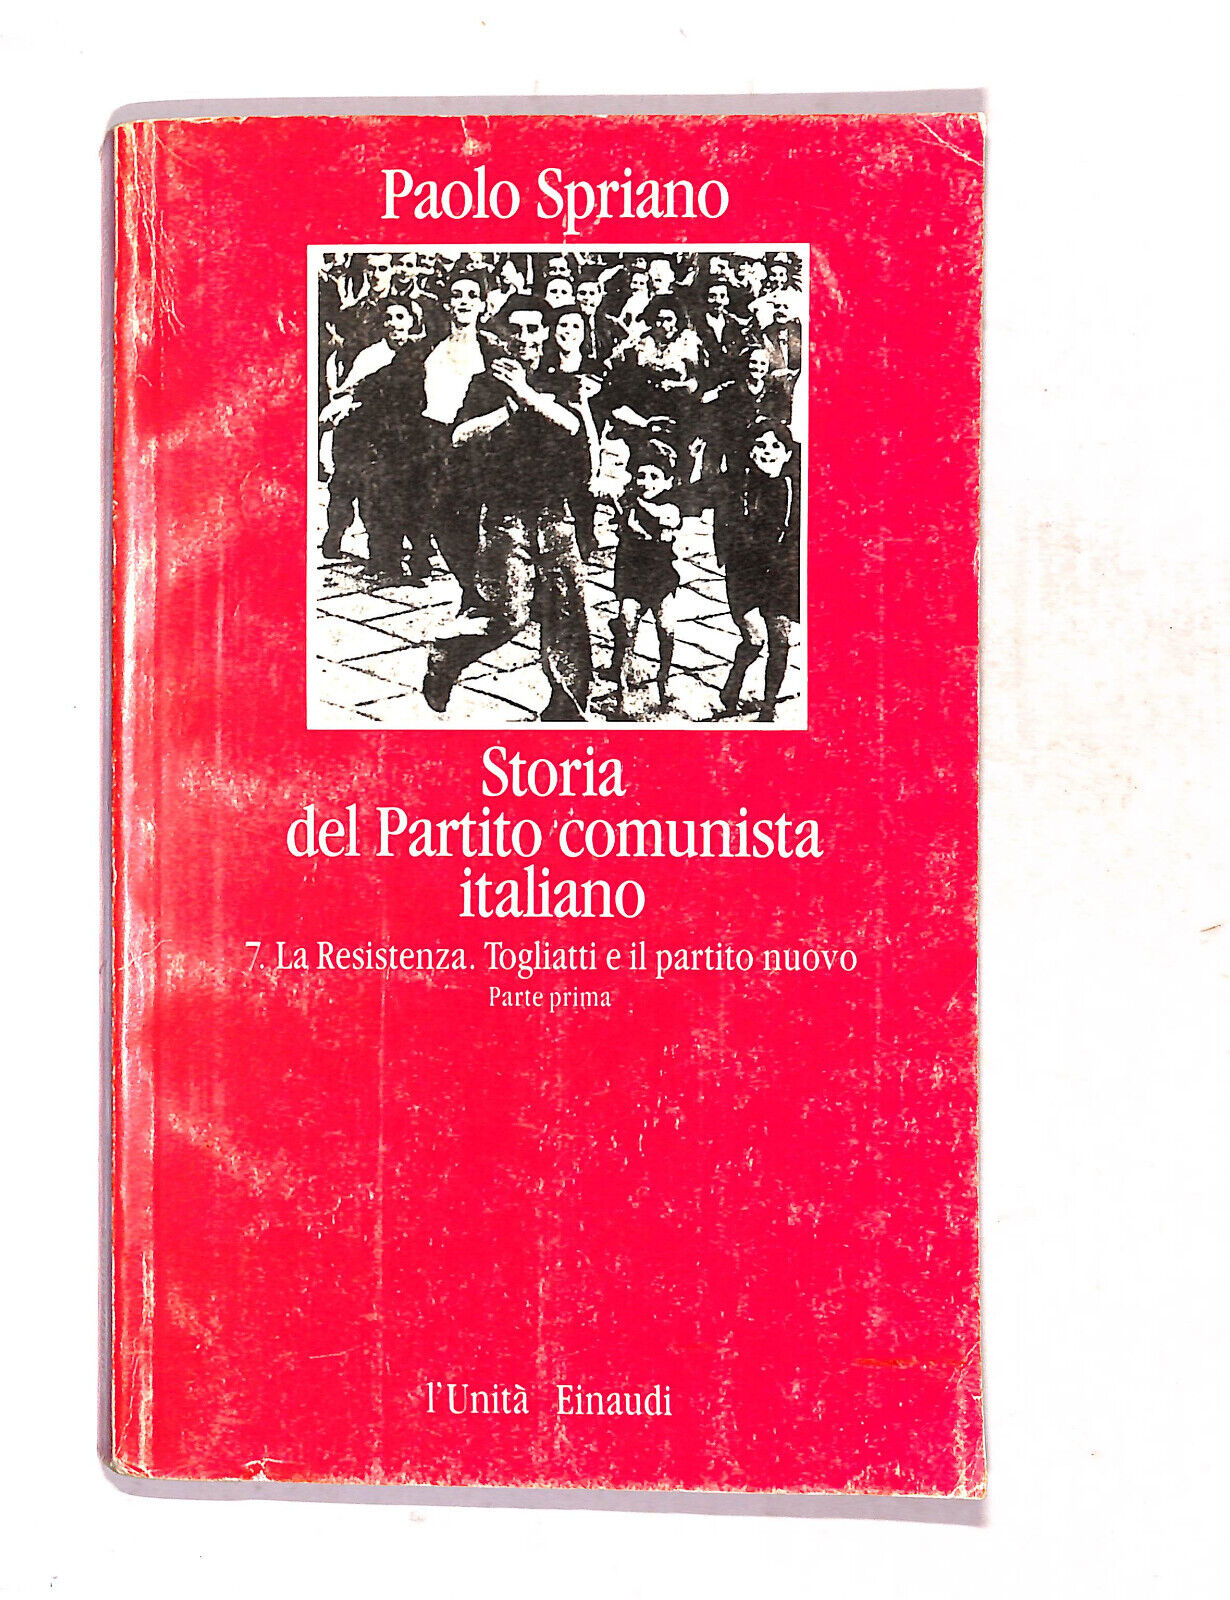 Paolo Spriano
Storia
del Partito comunista
italiano
7. La Resistenza. Togliatti e il partito nuovo
Parte prima
l'Unità Einaudi